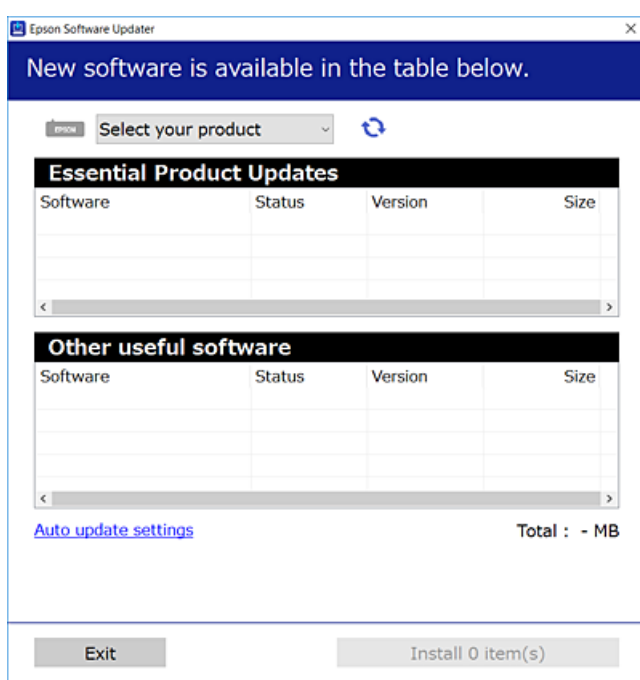 Epson Software Updater
New software is available in the table below.
EPSON Select your product
Essential Product Updates
Software Status Version Size
Other useful software
Software Status Version Size
Auto update settings Total : - MB
Exit Install 0 item(s)